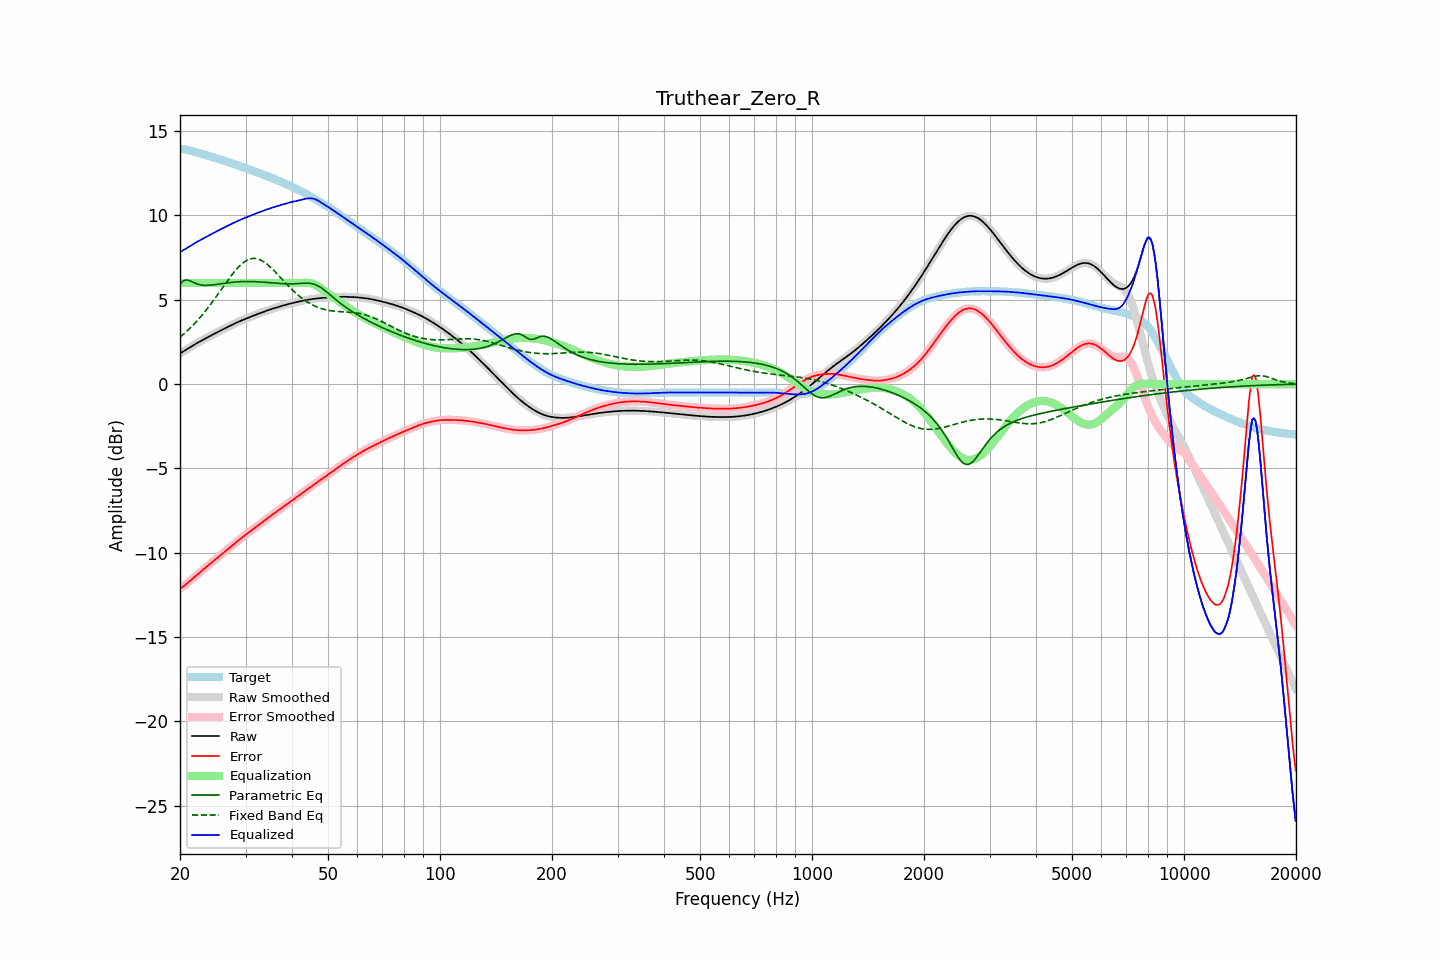 Truthear_Zero_R
15
10
5
0
−5
−10
−15
−20
−25
Amplitude (dBr)
Target
Raw Smoothed
Error Smoothed
Raw
Error
Equalization
Parametric Eq
Fixed Band Eq
Equalized
20 50 100 200 500 1000 2000 5000 10000 20000
Frequency (Hz)